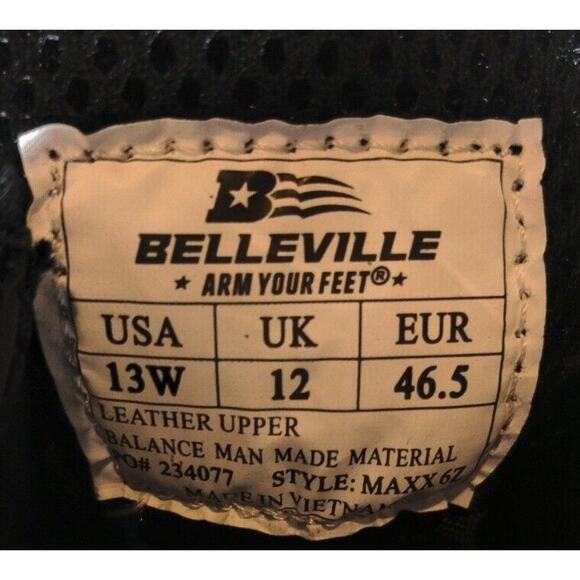 B
BELLEVILLE
★ ARM YOUR FEET®★
USA UK EUR
13W 12 46.5
LEATHER UPPER
BALANCE MAN MADE MATERIAL
PO# 234077 STYLE: MAXX 6Z
MADE IN VIETNAM